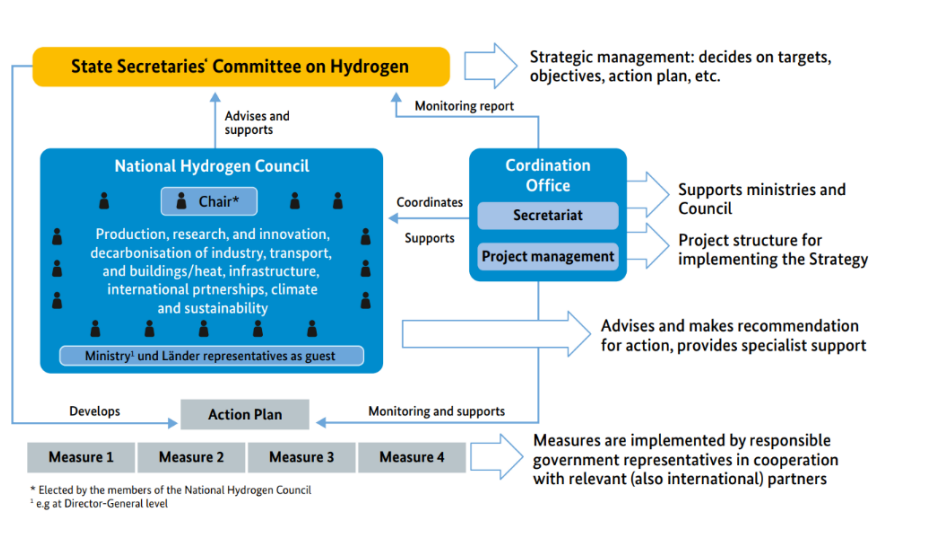 State Secretaries' Committee on Hydrogen
Strategic management: decides on targets,
objectives, action plan, etc.
Advises and
supports
Monitoring report
National Hydrogen Council
Chair*
Production, research, and innovation,
decarbonisation of industry, transport,
and buildings/heat, infrastructure,
international prtnerships, climate
and sustainability
Ministry¹ und Länder representatives as guest
Coordinates
Supports
Cordination
Office
Secretariat
Project management
Supports ministries and
Council
Project structure for
implementing the Strategy
Advises and makes recommendation
for action, provides specialist support
Develops
Action Plan
Monitoring and supports
Measure 1
Measure 2
Measure 3
Measure 4
Measures are implemented by responsible
government representatives in cooperation
with relevant (also international) partners
* Elected by the members of the National Hydrogen Council
¹ e.g at Director-General level